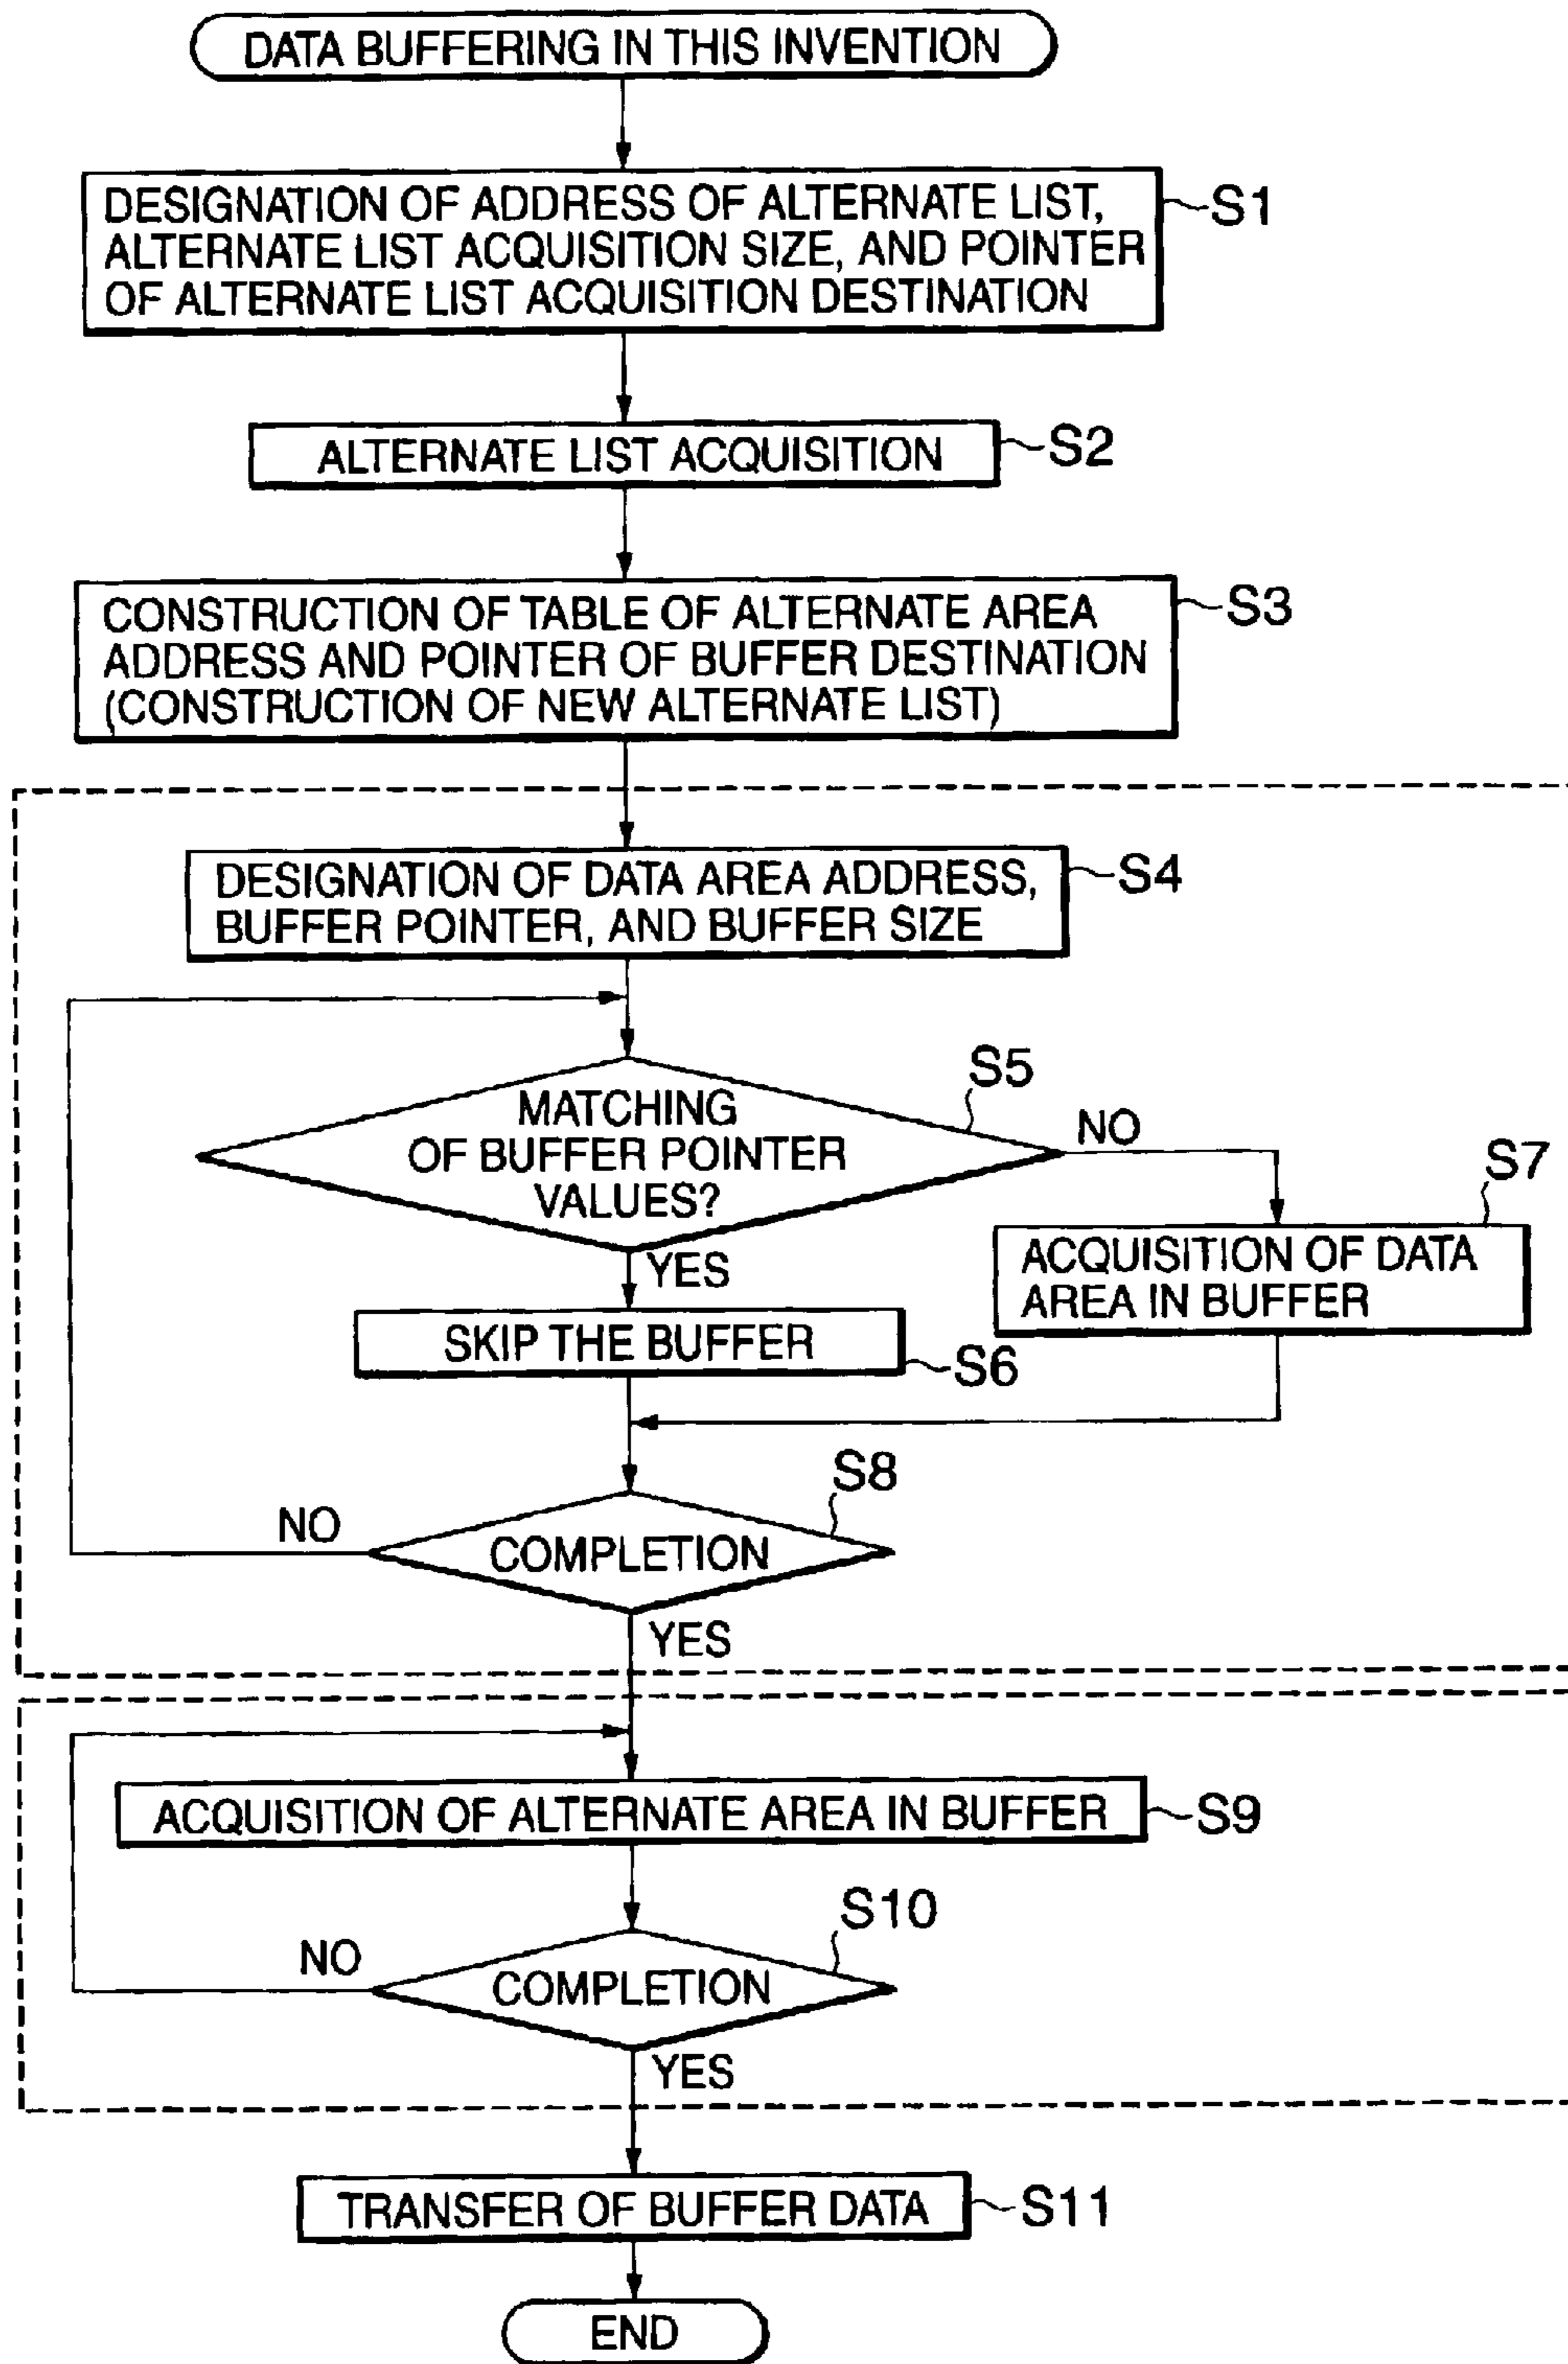 DATA BUFFERING IN THIS INVENTION
DESIGNATION OF ADDRESS OF ALTERNATE LIST,
ALTERNATE LIST ACQUISITION SIZE, AND POINTER
OF ALTERNATE LIST ACQUISITION DESTINATION
S1
ALTERNATE LIST ACQUISITION
S2
CONSTRUCTION OF TABLE OF ALTERNATE AREA
ADDRESS AND POINTER OF BUFFER DESTINATION
(CONSTRUCTION OF NEW ALTERNATE LIST)
S3
DESIGNATION OF DATA AREA ADDRESS,
BUFFER POINTER, AND BUFFER SIZE
S4
MATCHING
OF BUFFER POINTER
VALUES?
S5
NO
YES
S7
ACQUISITION OF DATA
AREA IN BUFFER
SKIP THE BUFFER
S6
S8
COMPLETION
NO
YES
ACQUISITION OF ALTERNATE AREA IN BUFFER
S9
S10
COMPLETION
NO
YES
TRANSFER OF BUFFER DATA
S11
END